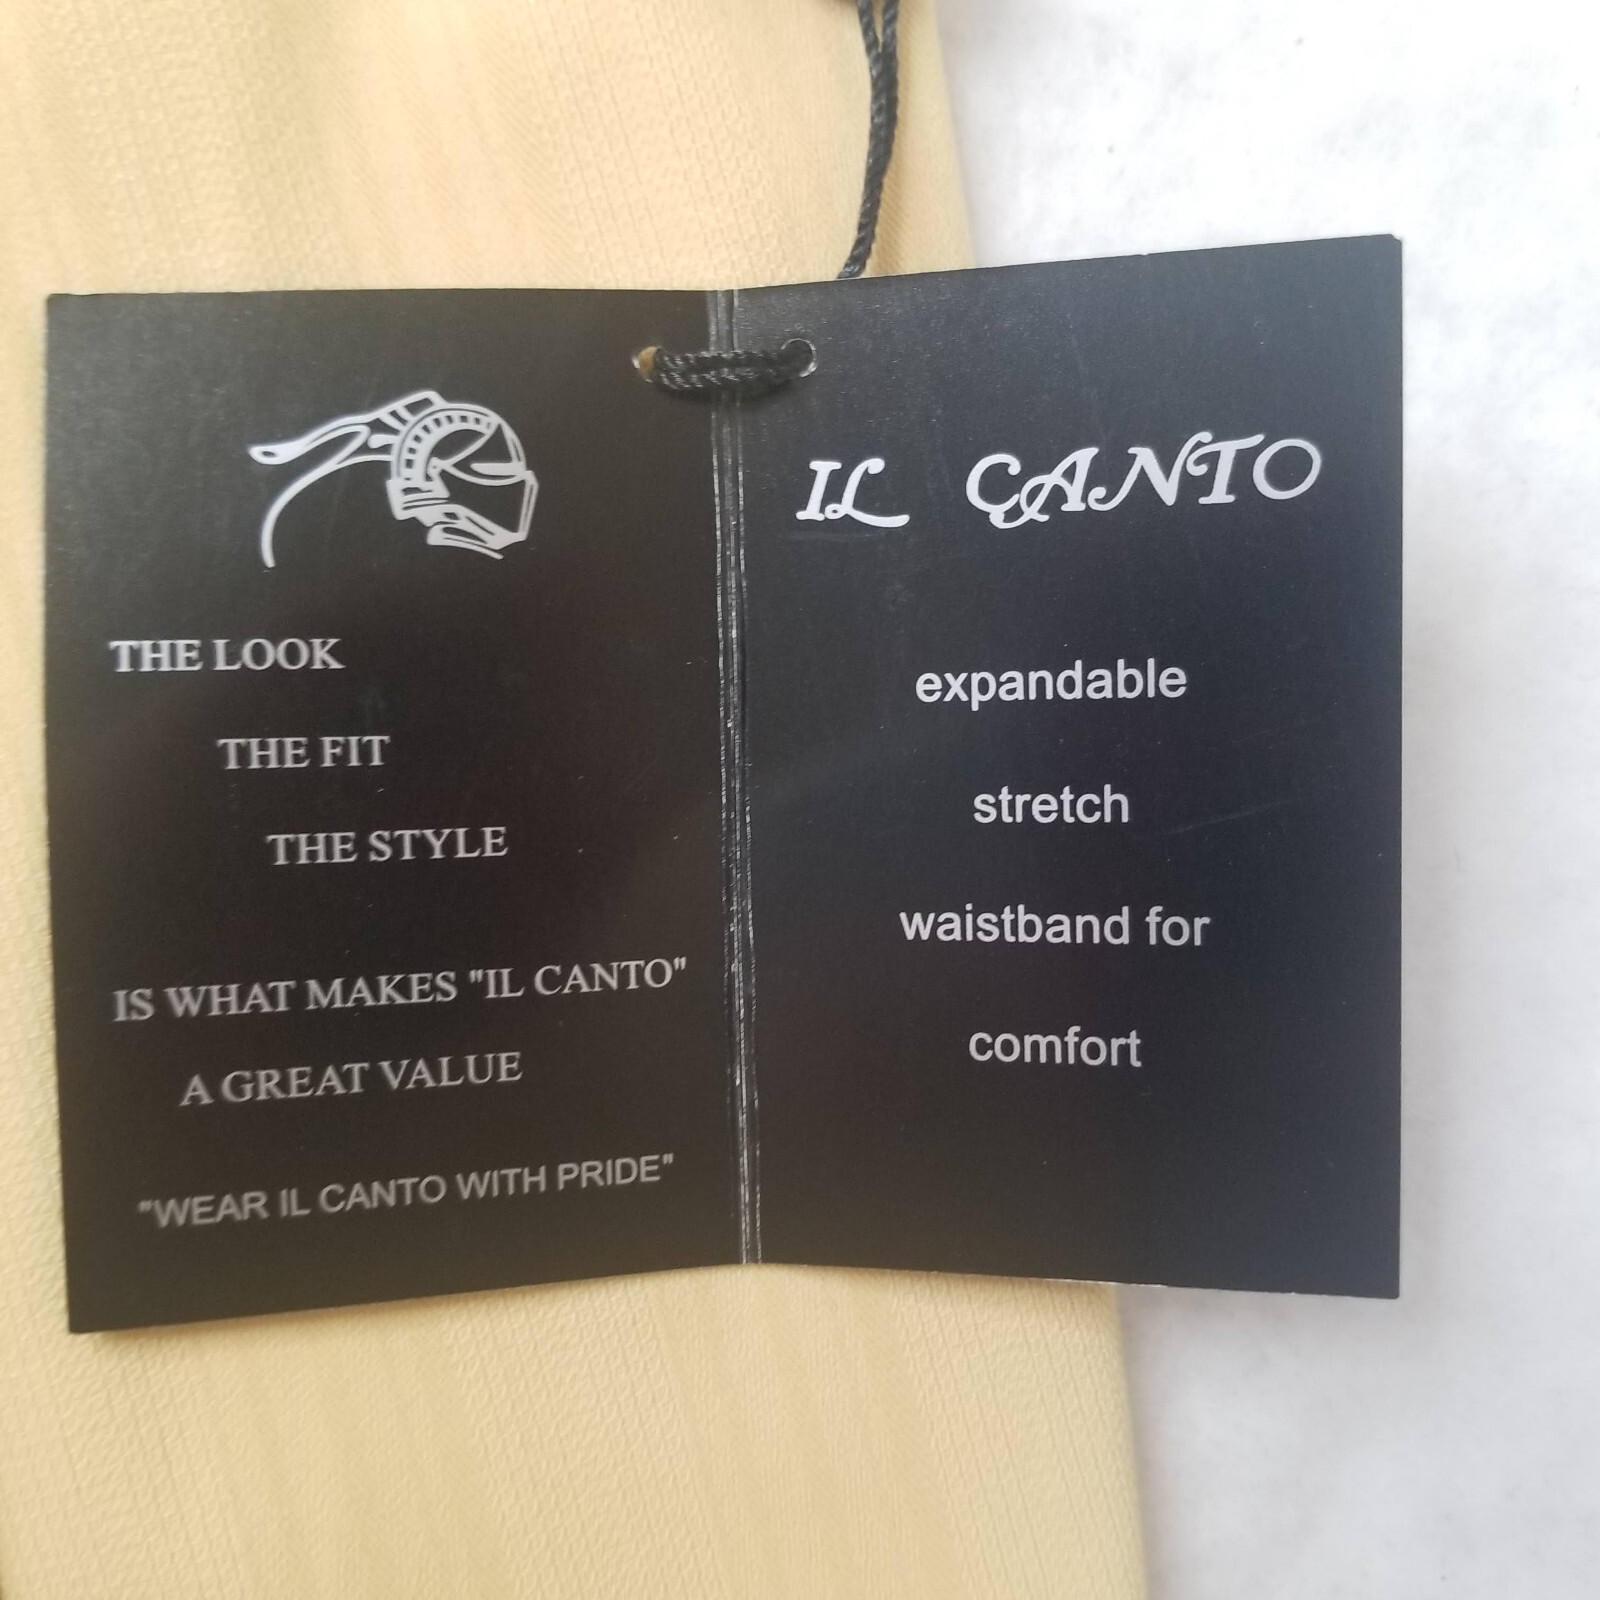 THE LOOK
THE FIT
THE STYLE
IS WHAT MAKES "IL CANTO"
A GREAT VALUE
"WEAR IL CANTO WITH PRIDE"
IL CANTO
expandable
stretch
waistband for
comfort